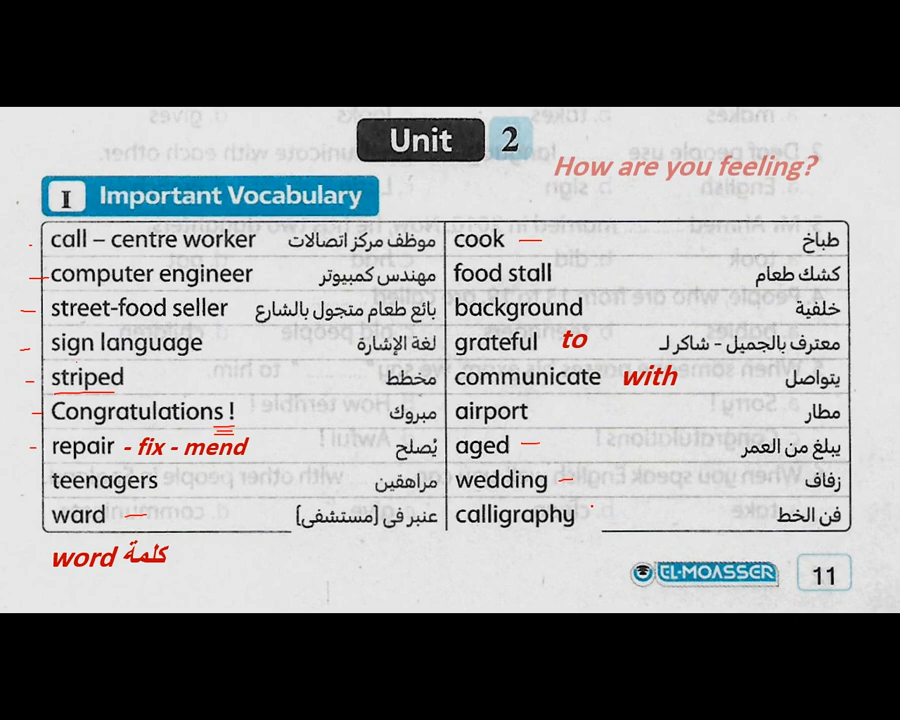 Unit 2
How are you feeling?
I Important Vocabulary
call – centre worker موظف مركز اتصالات
computer engineer مهندس كمبيوتر
street-food seller بائع طعام متجول بالشارع
sign language لغة الإشارة
striped مخطط
Congratulations ! مبروك
repair - fix - mend يُصلح
teenagers مراهقين
ward عنبر فى [مستشفى]
word كلمة
cook طباخ
food stall كشك طعام
background خلفية
grateful to معترف بالجميل - شاكر لـ
communicate with يتواصل
airport مطار
aged يبلغ من العمر
wedding زفاف
calligraphy فن الخط
EL-MOASSER 11